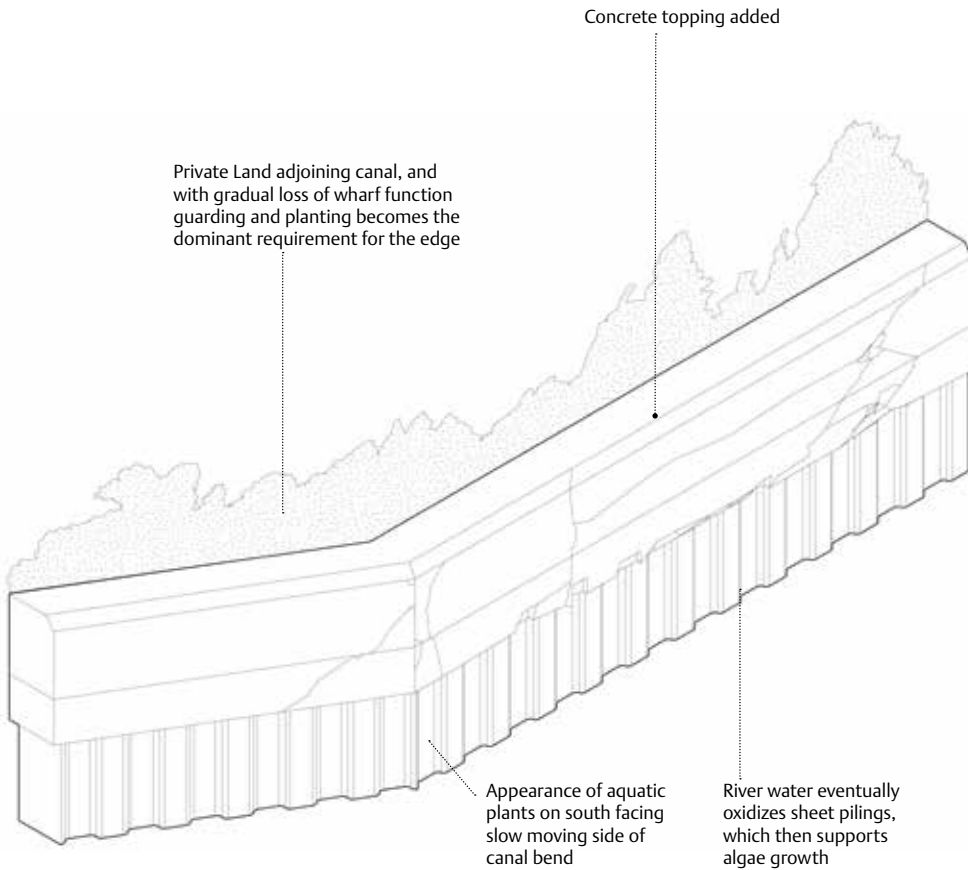 Concrete topping added
Private Land adjoining canal, and
with gradual loss of wharf function
guarding and planting becomes the
dominant requirement for the edge
Appearance of aquatic
plants on south facing
slow moving side of
canal bend
River water eventually
oxidizes sheet pilings,
which then supports
algae growth